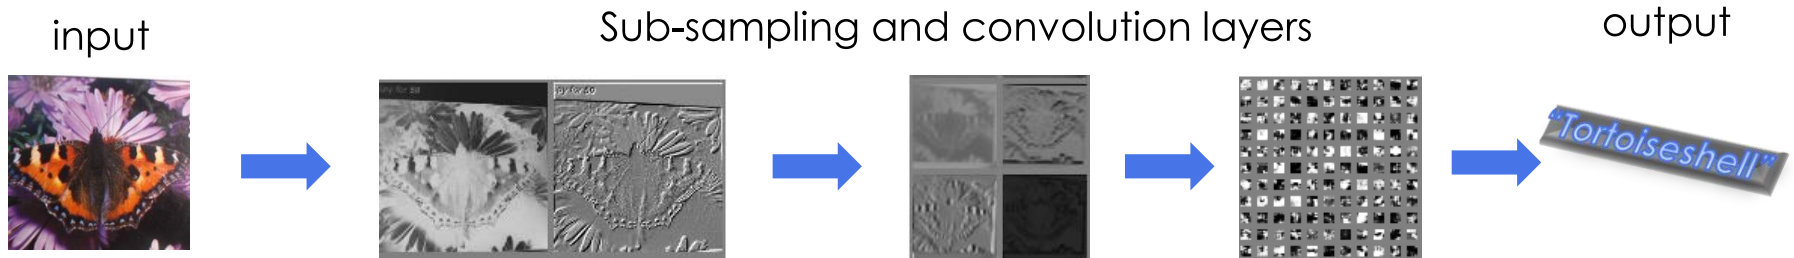 input
Sub-sampling and convolution layers
output
"Tortoiseshell"